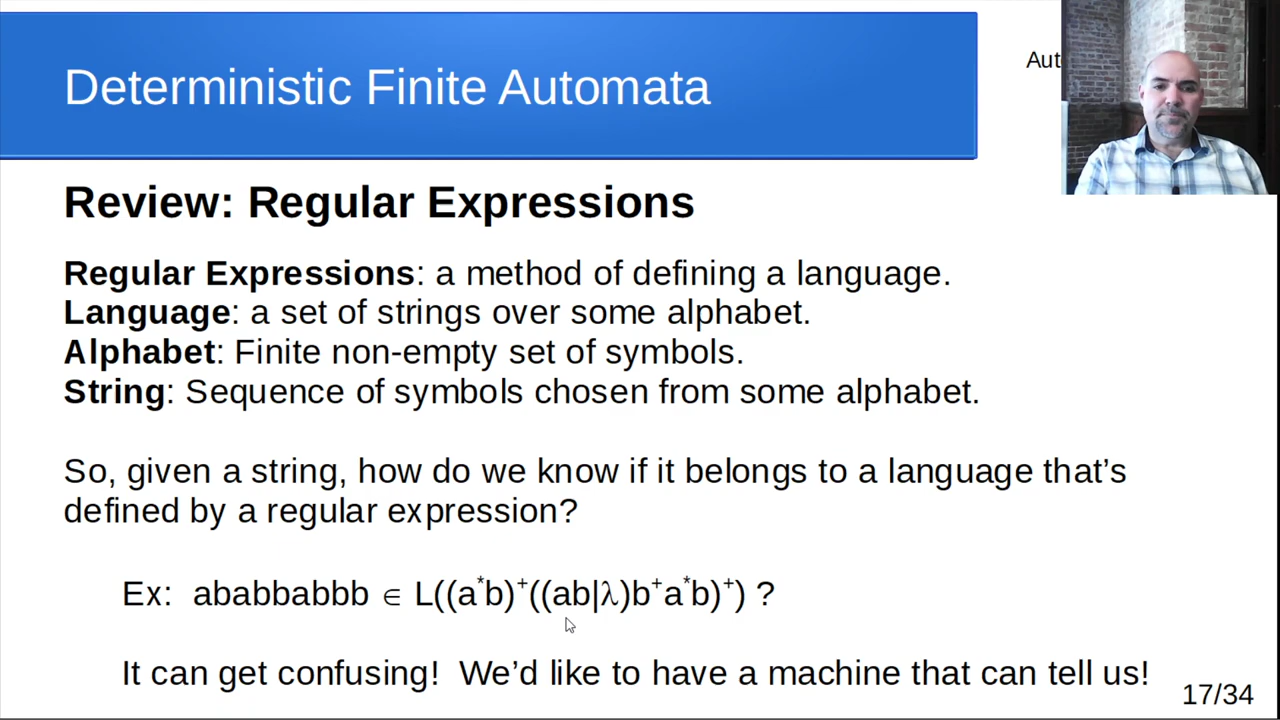 Deterministic Finite Automata
Aut
Review: Regular Expressions
Regular Expressions: a method of defining a language.
Language: a set of strings over some alphabet.
Alphabet: Finite non-empty set of symbols.
String: Sequence of symbols chosen from some alphabet.
So, given a string, how do we know if it belongs to a language that’s
defined by a regular expression?
Ex: ababbabbb ∈ L((a*b)⁺((ab|λ)b⁺a*b)⁺) ?
It can get confusing! We’d like to have a machine that can tell us!
17/34